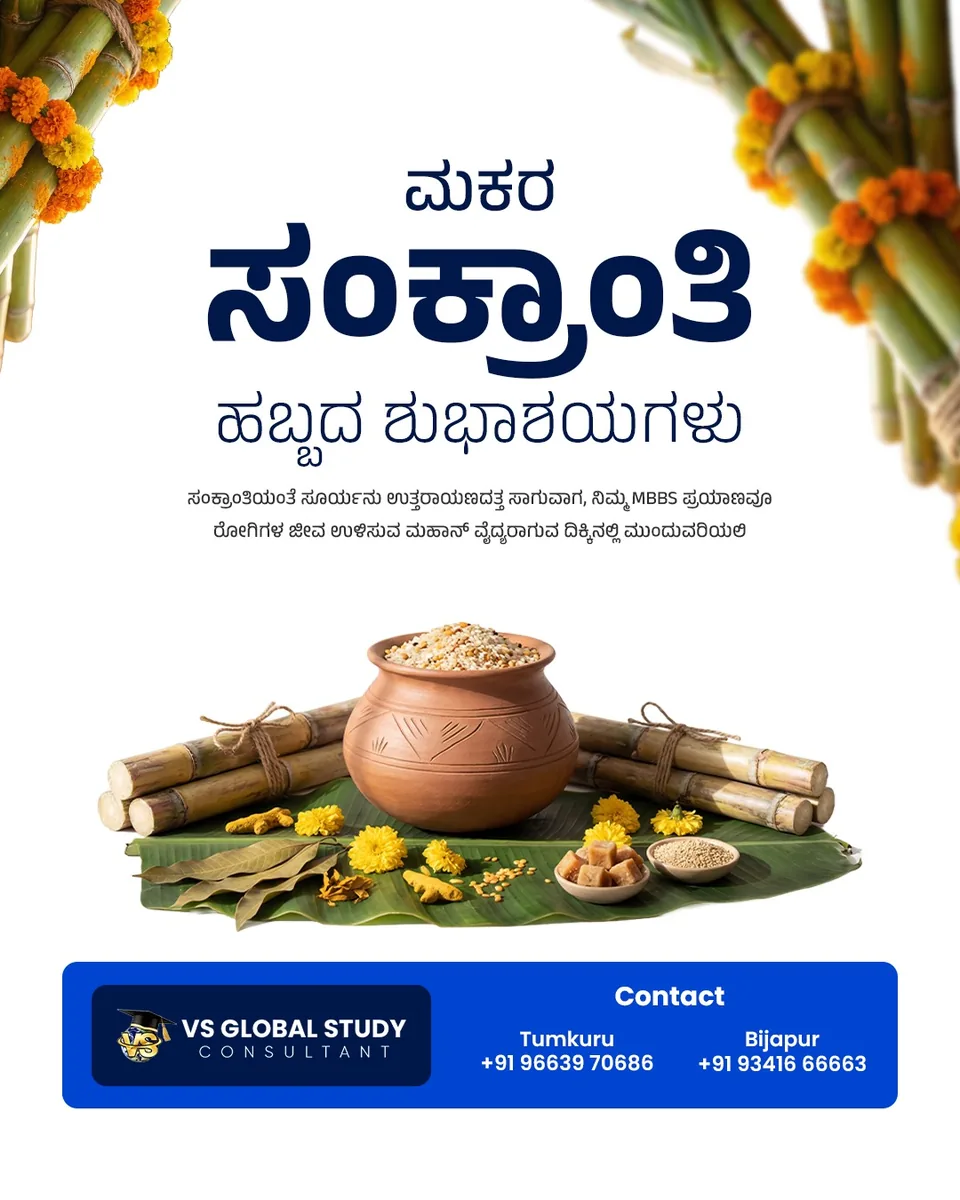 ಮಕರ
ಸಂಕ್ರಾಂತಿ
ಹಬ್ಬದ ಶುಭಾಶಯಗಳು
ಸಂಕ್ರಾಂತಿಯಂತೆ ಸೂರ್ಯನು ಉತ್ತರಾಯಣದತ್ತ ಸಾಗುವಾಗ, ನಿಮ್ಮ MBBS ಪ್ರಯಾಣವೂ
ರೋಗಿಗಳ ಜೀವ ಉಳಿಸುವ ಮಹಾನ್ ವೈದ್ಯರಾಗುವ ದಿಕ್ಕಿನಲ್ಲಿ ಮುಂದುವರಿಯಲಿ
VS
VS GLOBAL STUDY
CONSULTANT
Contact
Tumkuru
+91 96639 70686
Bijapur
+91 93416 66663